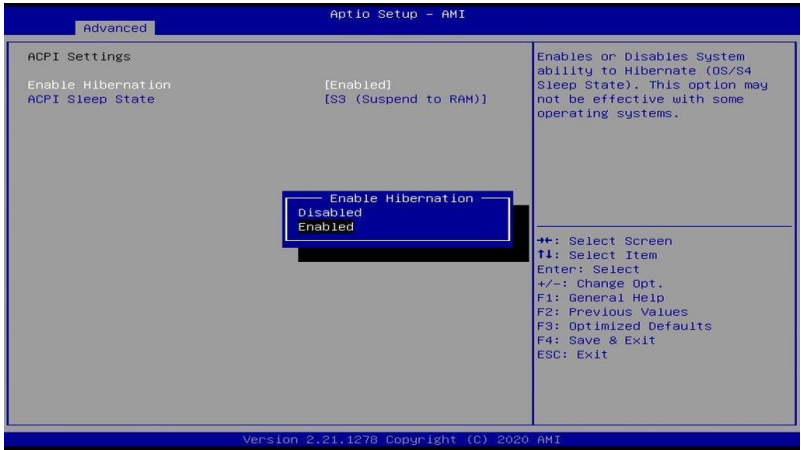 Aptio Setup – AMI
Advanced
ACPI Settings
Enable Hibernation [Enabled]
ACPI Sleep State [S3 (Suspend to RAM)]
Enables or Disables System
ability to Hibernate (OS/S4
Sleep State). This option may
not be effective with some
operating systems.
Enable Hibernation
Disabled
Enabled
→←: Select Screen
↑↓: Select Item
Enter: Select
+/-: Change Opt.
F1: General Help
F2: Previous Values
F3: Optimized Defaults
F4: Save & Exit
ESC: Exit
Version 2.21.1278 Copyright (C) 2020 AMI